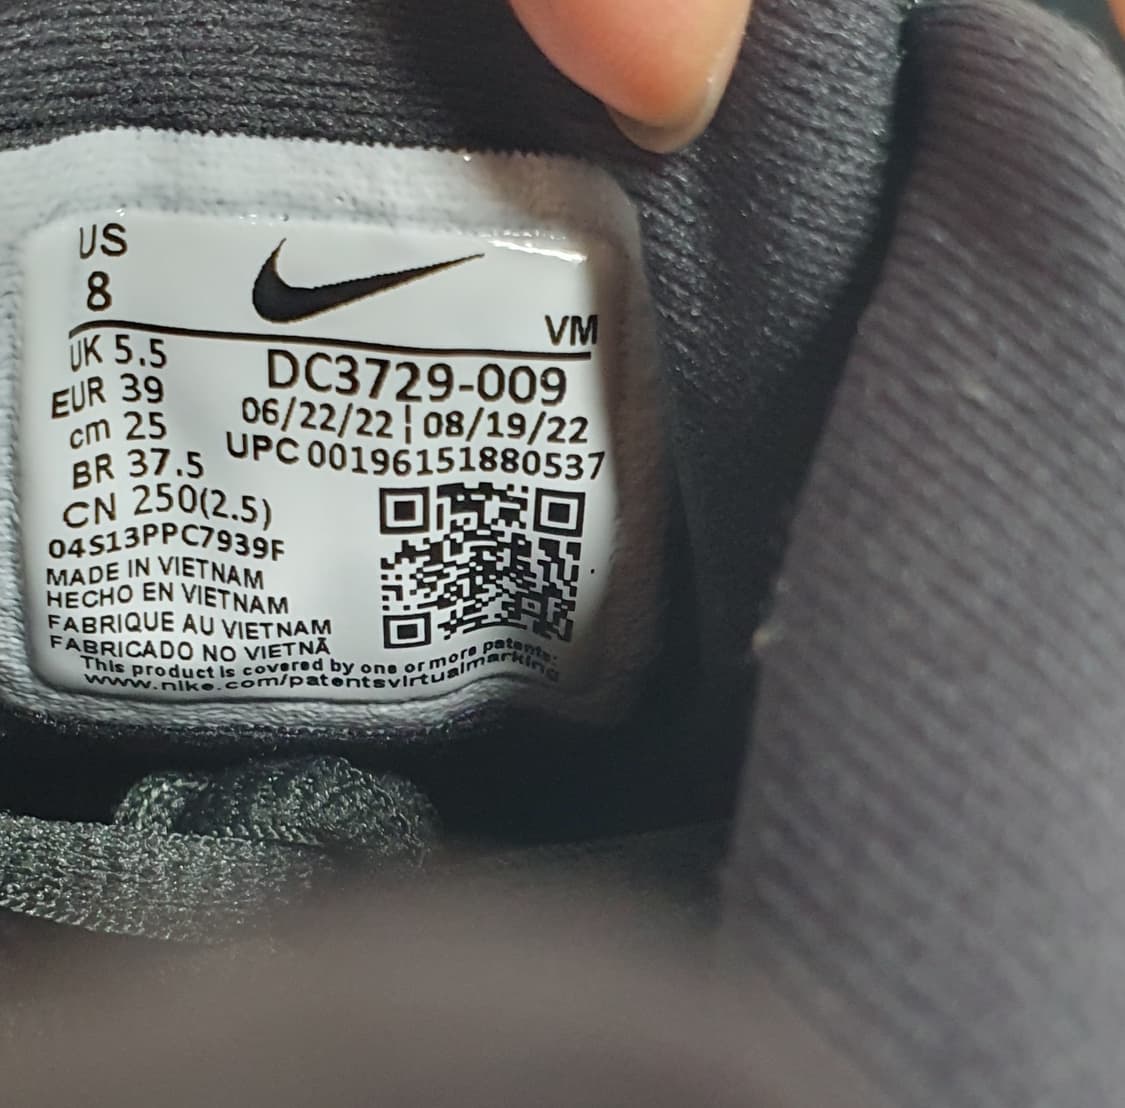 US
8
VM
UK 5.5
EUR 39
cm 25
BR 37.5
CN 250(2.5)
DC3729-009
06/22/22 ¦ 08/19/22
UPC 00196151880537
04S13PPC7939F
MADE IN VIETNAM
HECHO EN VIETNAM
FABRIQUE AU VIETNAM
FABRICADO NO VIETNÃ
This product is covered by one or more patents:
www.nike.com/patentsvirtualmarking